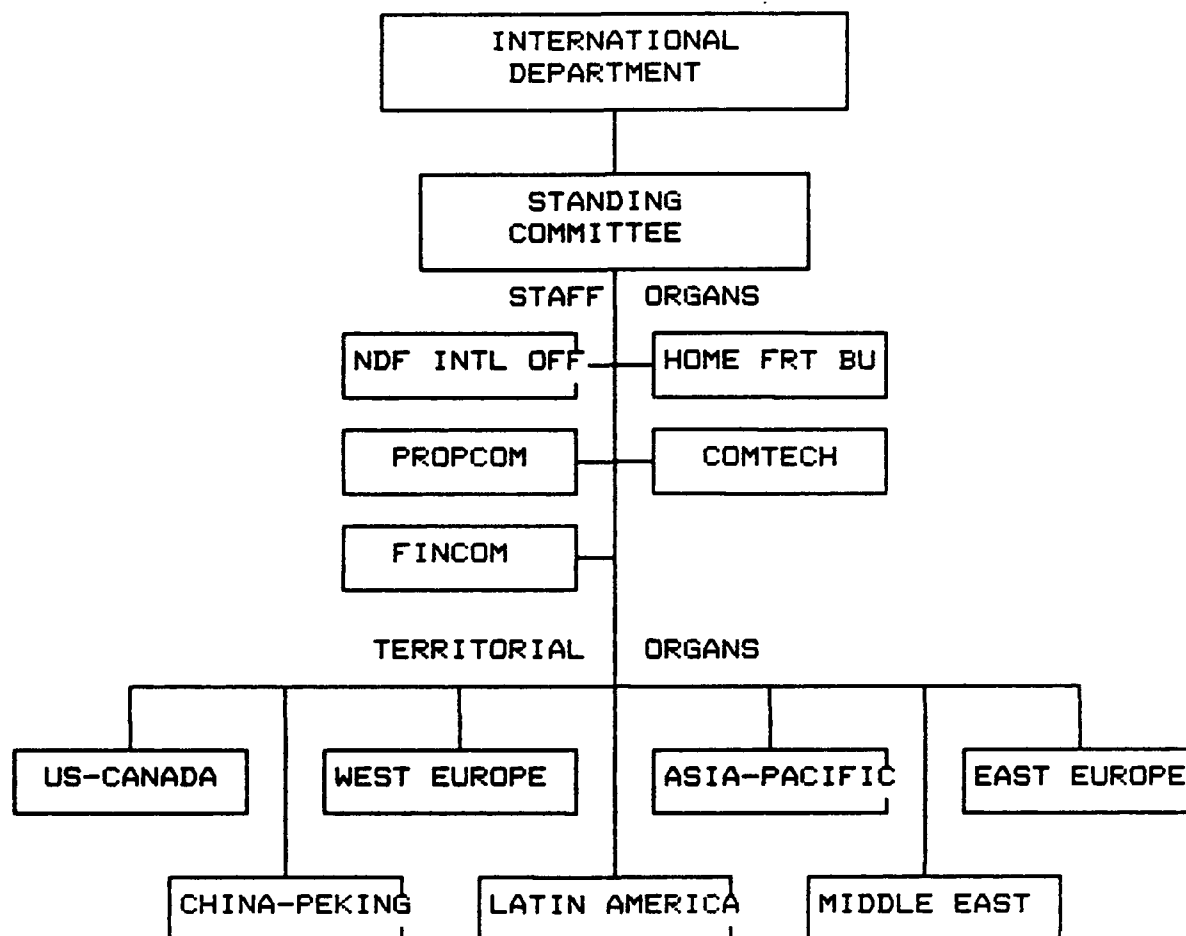 INTERNATIONAL
DEPARTMENT
STANDING
COMMITTEE
STAFF ORGANS
NDF INTL OFF HOME FRT BU
PROPCOM COMTECH
FINCOM
TERRITORIAL ORGANS
US-CANADA WEST EUROPE ASIA-PACIFIC EAST EUROPE
CHINA-PEKING LATIN AMERICA MIDDLE EAST